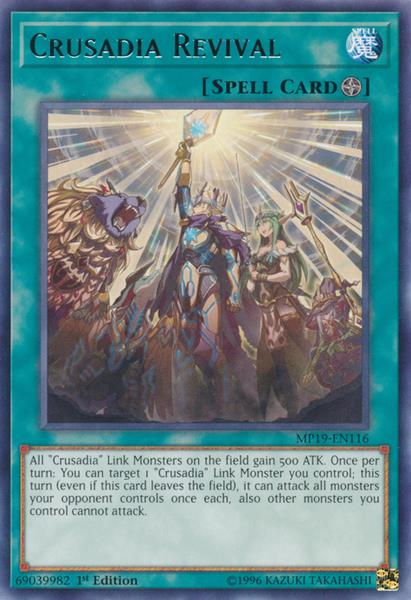 CRUSADIA REVIVAL
SPELL
魔
[SPELL CARD]
MP19-EN116
All "Crusadia" Link Monsters on the field gain 500 ATK. Once per
turn: You can target 1 "Crusadia" Link Monster you control; this
turn (even if this card leaves the field), it can attack all monsters
your opponent controls once each, also other monsters you
control cannot attack.
69039982 1st Edition ©1996 KAZUKI TAKAHASHI